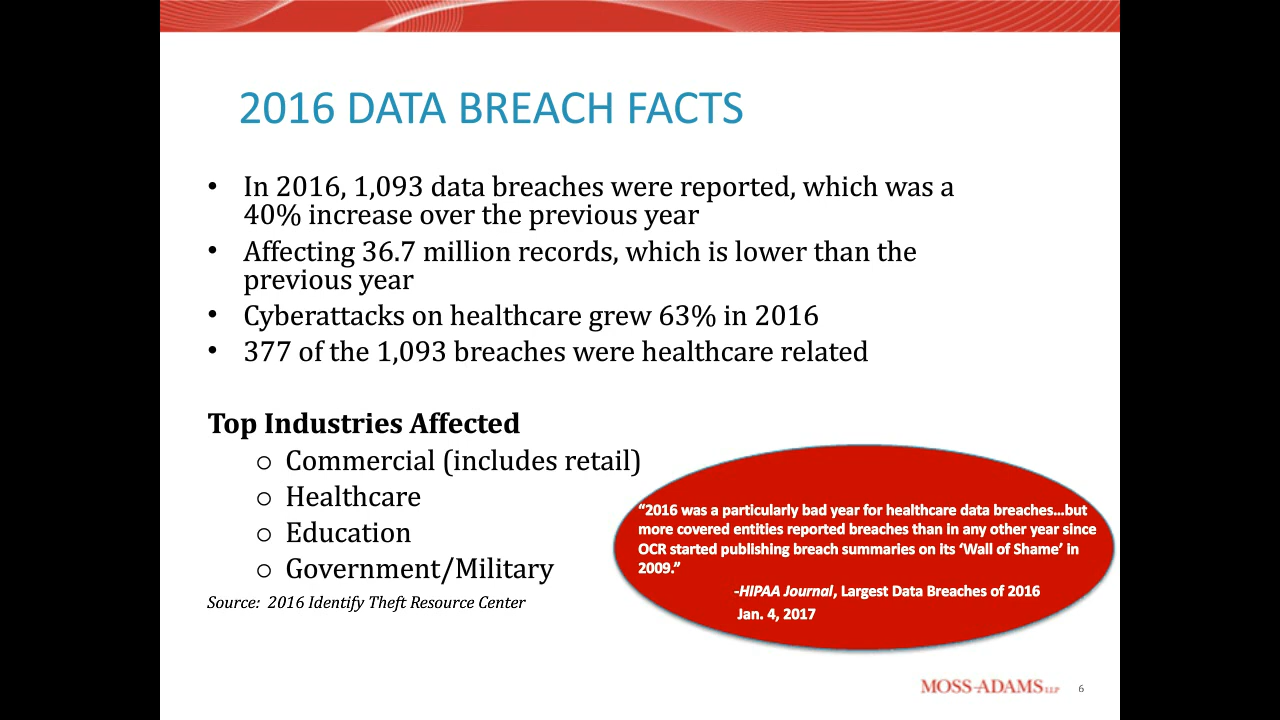 2016 DATA BREACH FACTS
• In 2016, 1,093 data breaches were reported, which was a
40% increase over the previous year
• Affecting 36.7 million records, which is lower than the
previous year
• Cyberattacks on healthcare grew 63% in 2016
• 377 of the 1,093 breaches were healthcare related
Top Industries Affected
o Commercial (includes retail)
o Healthcare
o Education
o Government/Military
Source: 2016 Identify Theft Resource Center
“2016 was a particularly bad year for healthcare data breaches…but
more covered entities reported breaches than in any other year since
OCR started publishing breach summaries on its ‘Wall of Shame’ in
2009.”
-HIPAA Journal, Largest Data Breaches of 2016
Jan. 4, 2017
MOSS-ADAMS LLP
6